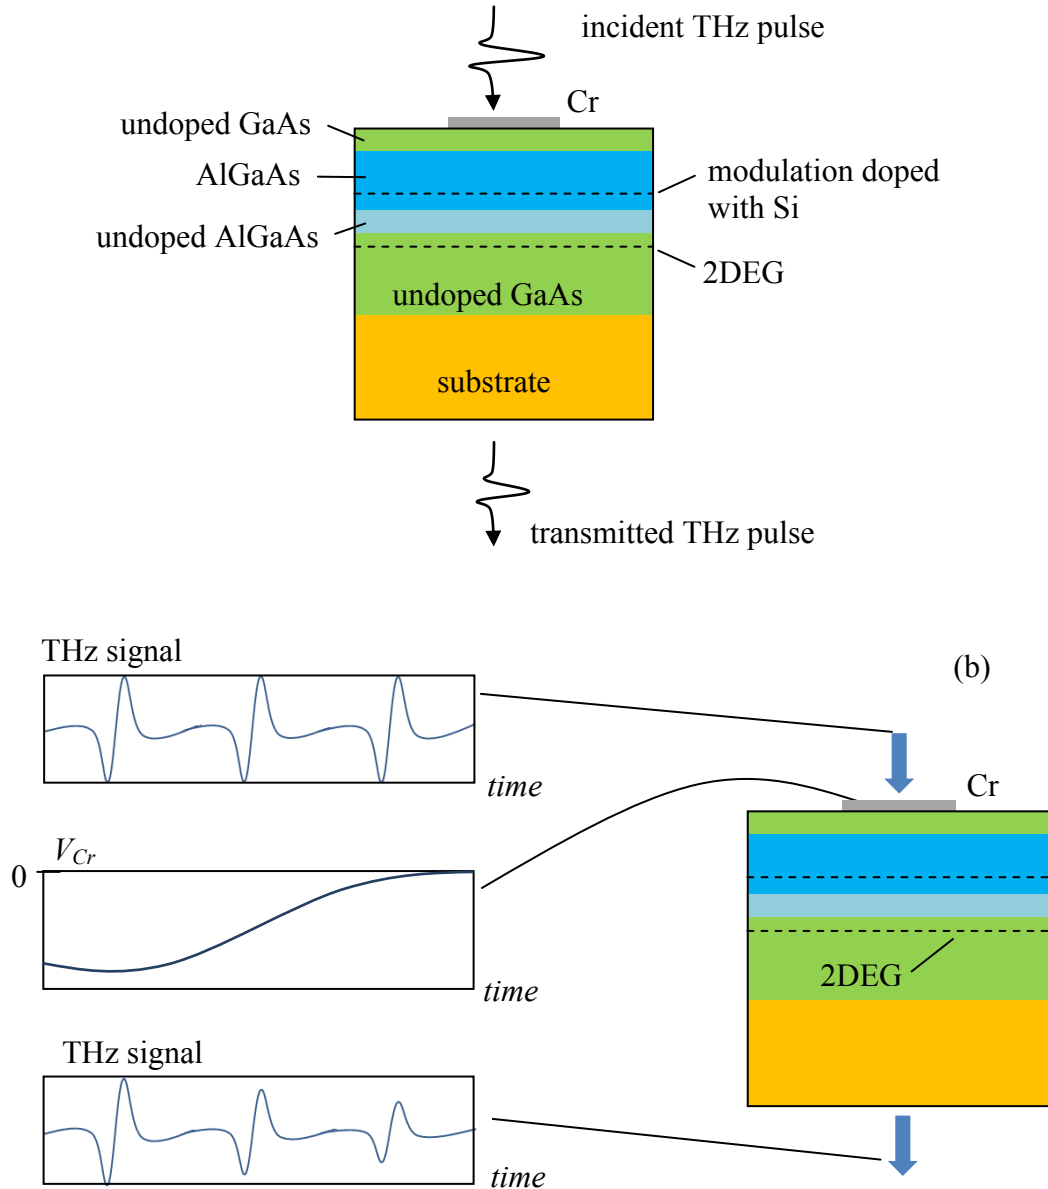 incident THz pulse
Cr
undoped GaAs
AlGaAs
modulation doped
with Si
undoped AlGaAs
2DEG
undoped GaAs
substrate
transmitted THz pulse
THz signal
(b)
time
Cr
V_Cr
0
2DEG
time
THz signal
time